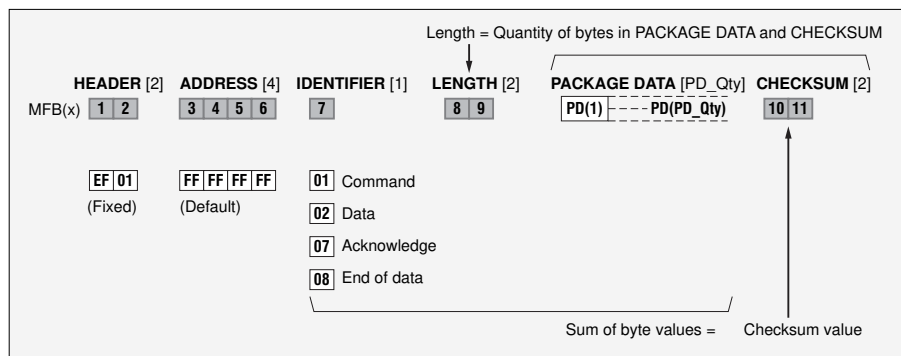 Length = Quantity of bytes in PACKAGE DATA and CHECKSUM
HEADER [2] ADDRESS [4] IDENTIFIER [1] LENGTH [2] PACKAGE DATA [PD_Qty] CHECKSUM [2]
MFB(x) 1 2 3 4 5 6 7 8 9 PD(1) PD(PD_Qty) 10 11
EF 01 FF FF FF FF 01 Command
(Fixed) (Default)
02 Data
07 Acknowledge
08 End of data
Sum of byte values = Checksum value